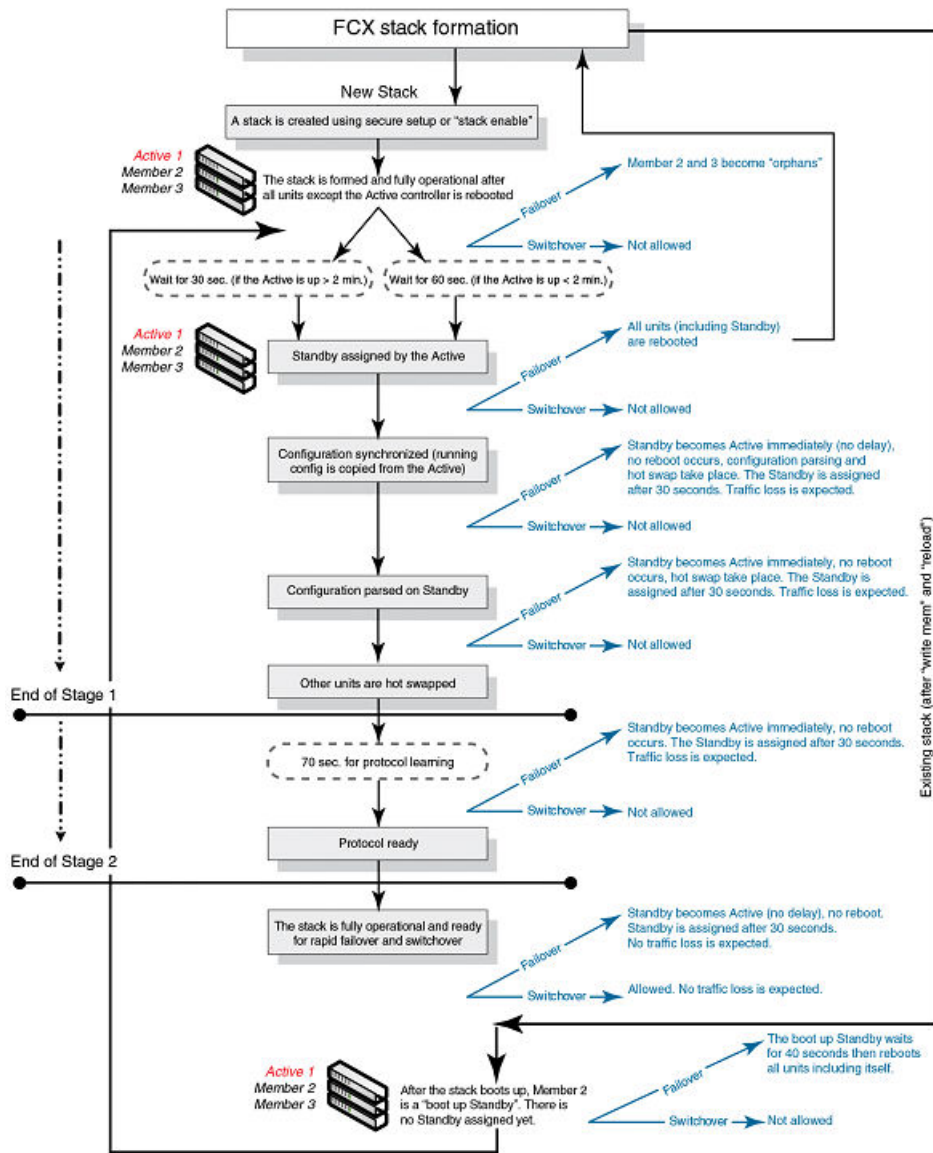 FCX stack formation
New Stack
A stack is created using secure setup or "stack enable"
Active 1
Member 2
Member 3
The stack is formed and fully operational after
all units except the Active controller is rebooted
Failover
Member 2 and 3 become "orphans"
Switchover
Not allowed
Wait for 30 sec. (if the Active is up > 2 min.)
Wait for 60 sec. (if the Active is up < 2 min.)
Active 1
Member 2
Member 3
Standby assigned by the Active
Failover
All units (including Standby)
are rebooted
Switchover
Not allowed
Configuration synchronized (running
config is copied from the Active)
Failover
Standby becomes Active immediately (no delay),
no reboot occurs, configuration parsing and
hot swap take place. The Standby is assigned
after 30 seconds. Traffic loss is expected.
Switchover
Not allowed
Configuration parsed on Standby
Failover
Standby becomes Active immediately, no reboot
occurs, hot swap take place. The Standby is
assigned after 30 seconds. Traffic loss is expected.
Switchover
Not allowed
Existing stack (after "write mem" and "reload")
Other units are hot swapped
End of Stage 1
70 sec. for protocol learning
Failover
Standby becomes Active immediately, no reboot
occurs. The Standby is assigned after 30 seconds.
Traffic loss is expected.
Switchover
Not allowed
Protocol ready
End of Stage 2
The stack is fully operational and ready
for rapid failover and switchover
Failover
Standby becomes Active (no delay), no reboot.
Standby is assigned after 30 seconds.
No traffic loss is expected.
Switchover
Allowed. No traffic loss is expected.
Active 1
Member 2
Member 3
After the stack boots up, Member 2
is a "boot up Standby". There is
no Standby assigned yet.
Failover
The boot up Standby waits
for 40 seconds then reboots
all units including itself.
Switchover
Not allowed